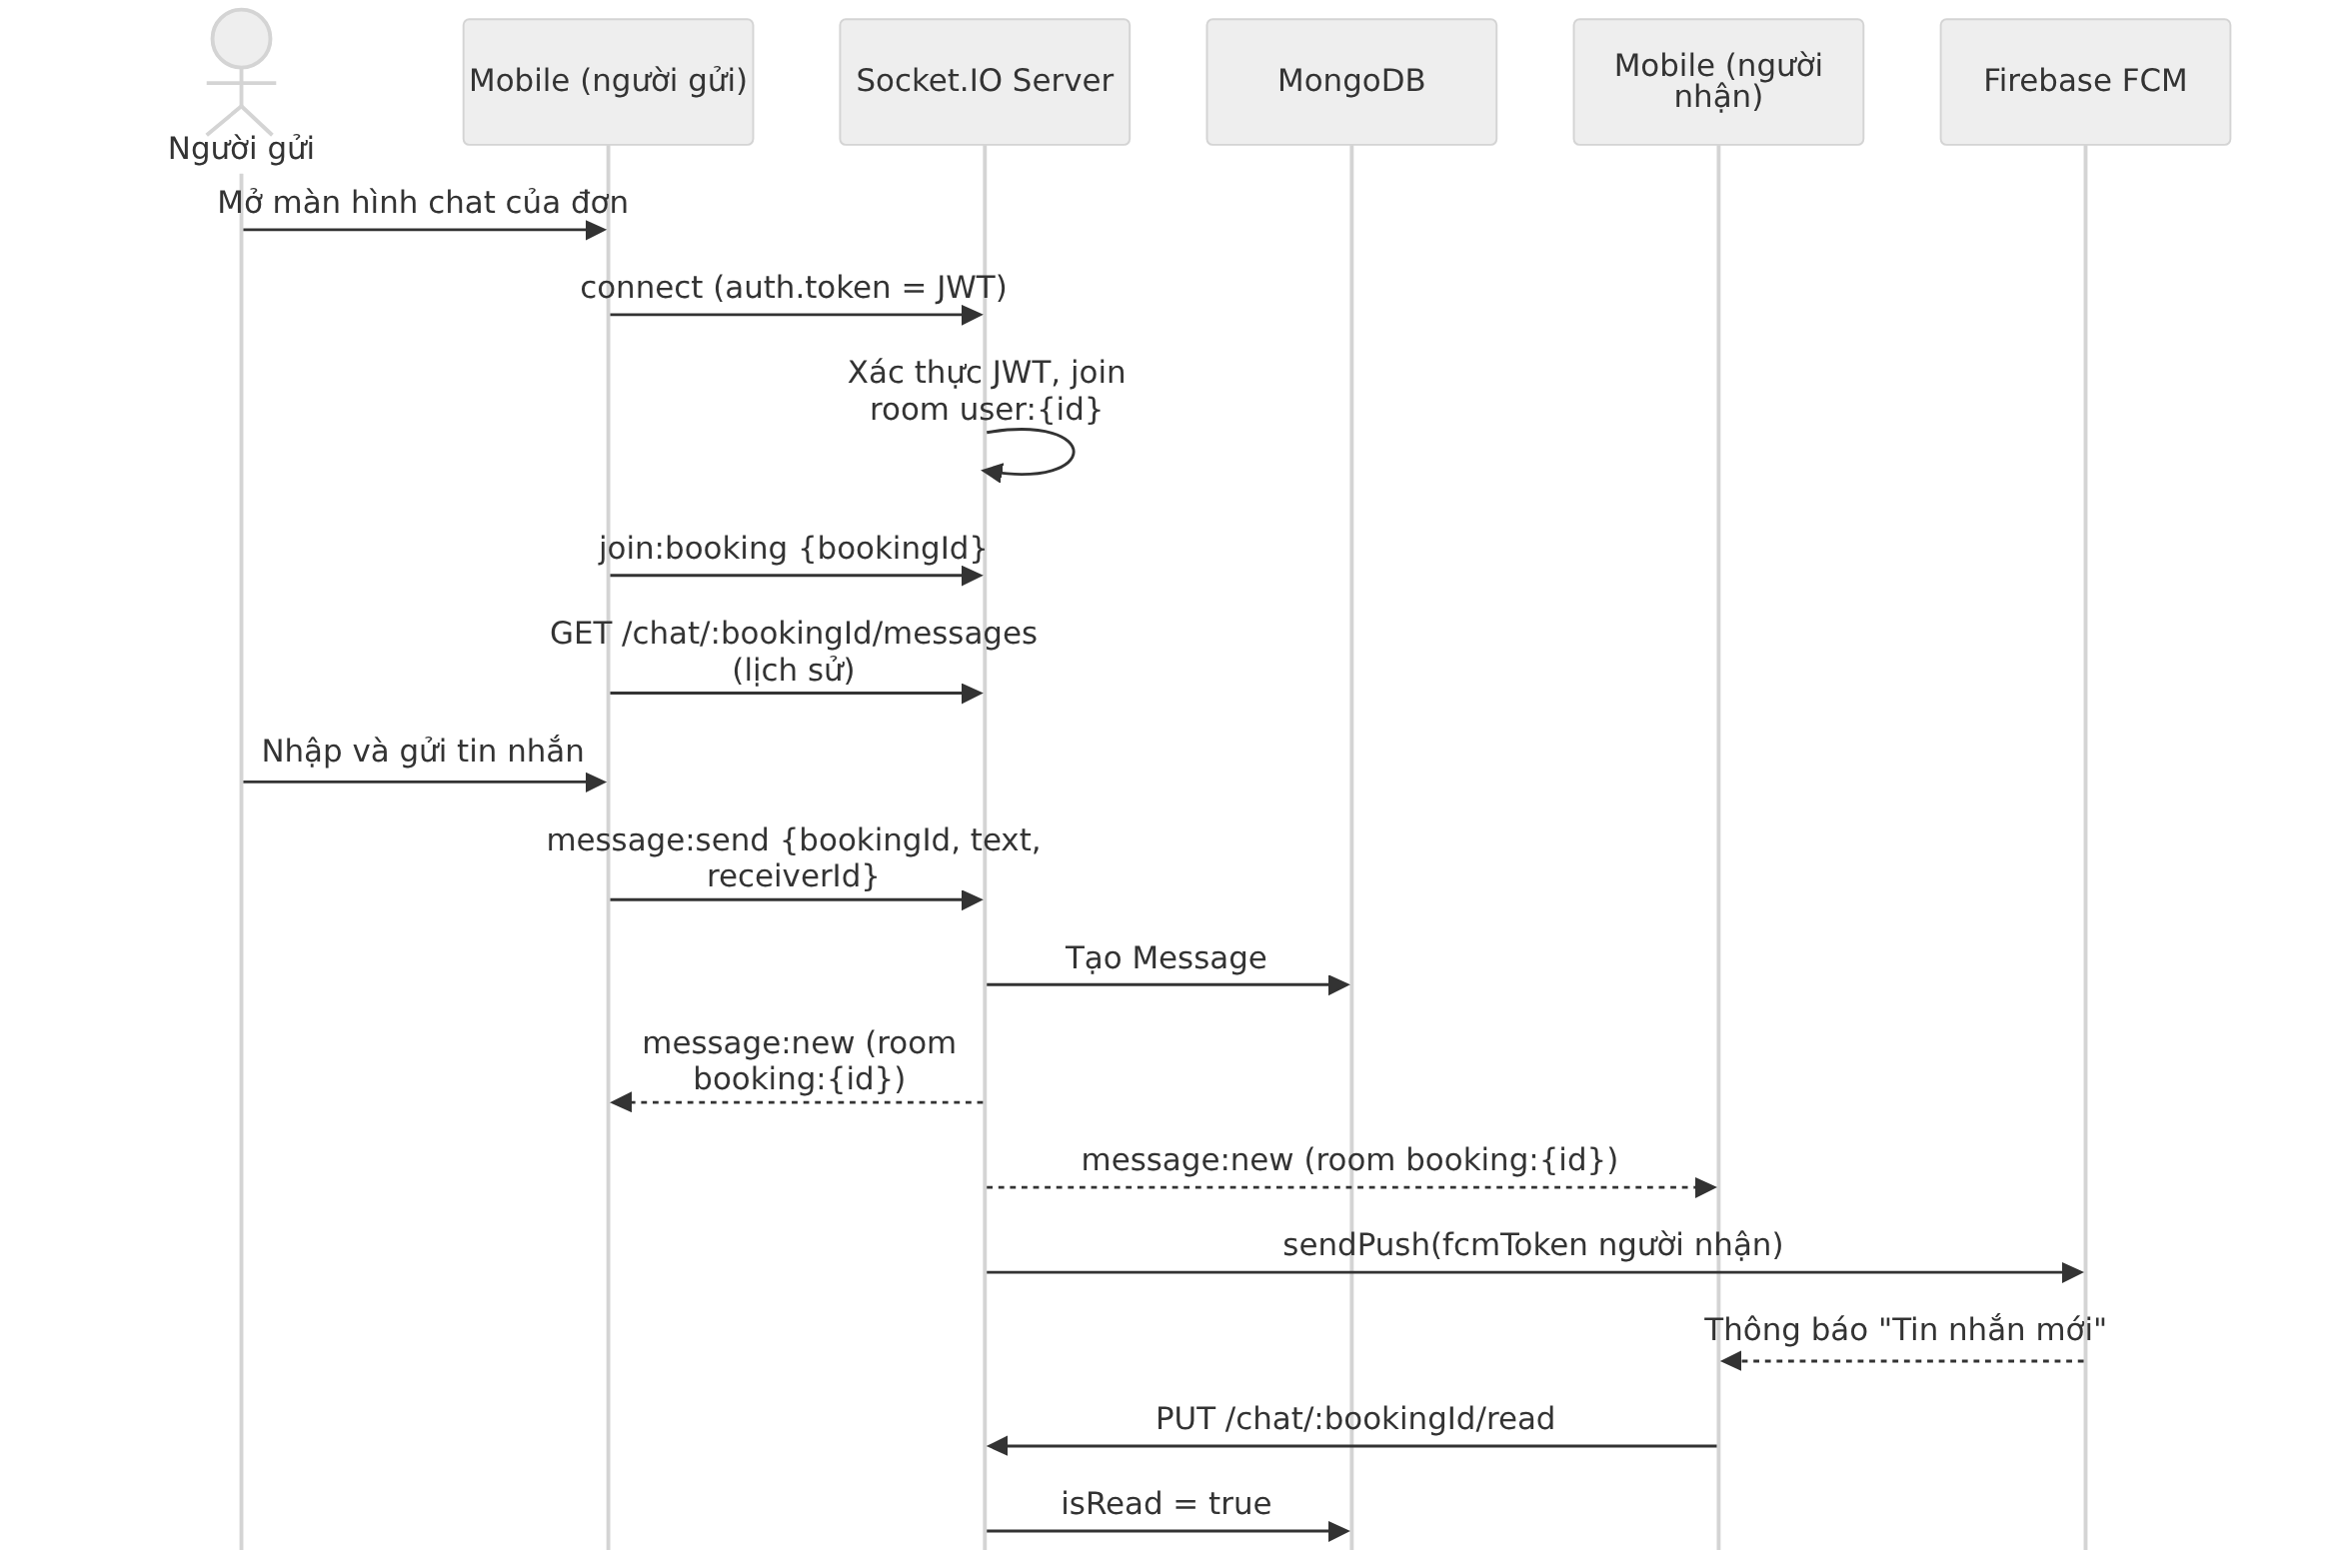 Người gửi
Mobile (người gửi)
Socket.IO Server
MongoDB
Mobile (người
nhận)
Firebase FCM
Mở màn hình chat của đơn
connect (auth.token = JWT)
Xác thực JWT, join
room user:{id}
join:booking {bookingId}
GET /chat/:bookingId/messages
(lịch sử)
Nhập và gửi tin nhắn
message:send {bookingId, text,
receiverId}
Tạo Message
message:new (room
booking:{id})
message:new (room booking:{id})
sendPush(fcmToken người nhận)
Thông báo "Tin nhắn mới"
PUT /chat/:bookingId/read
isRead = true